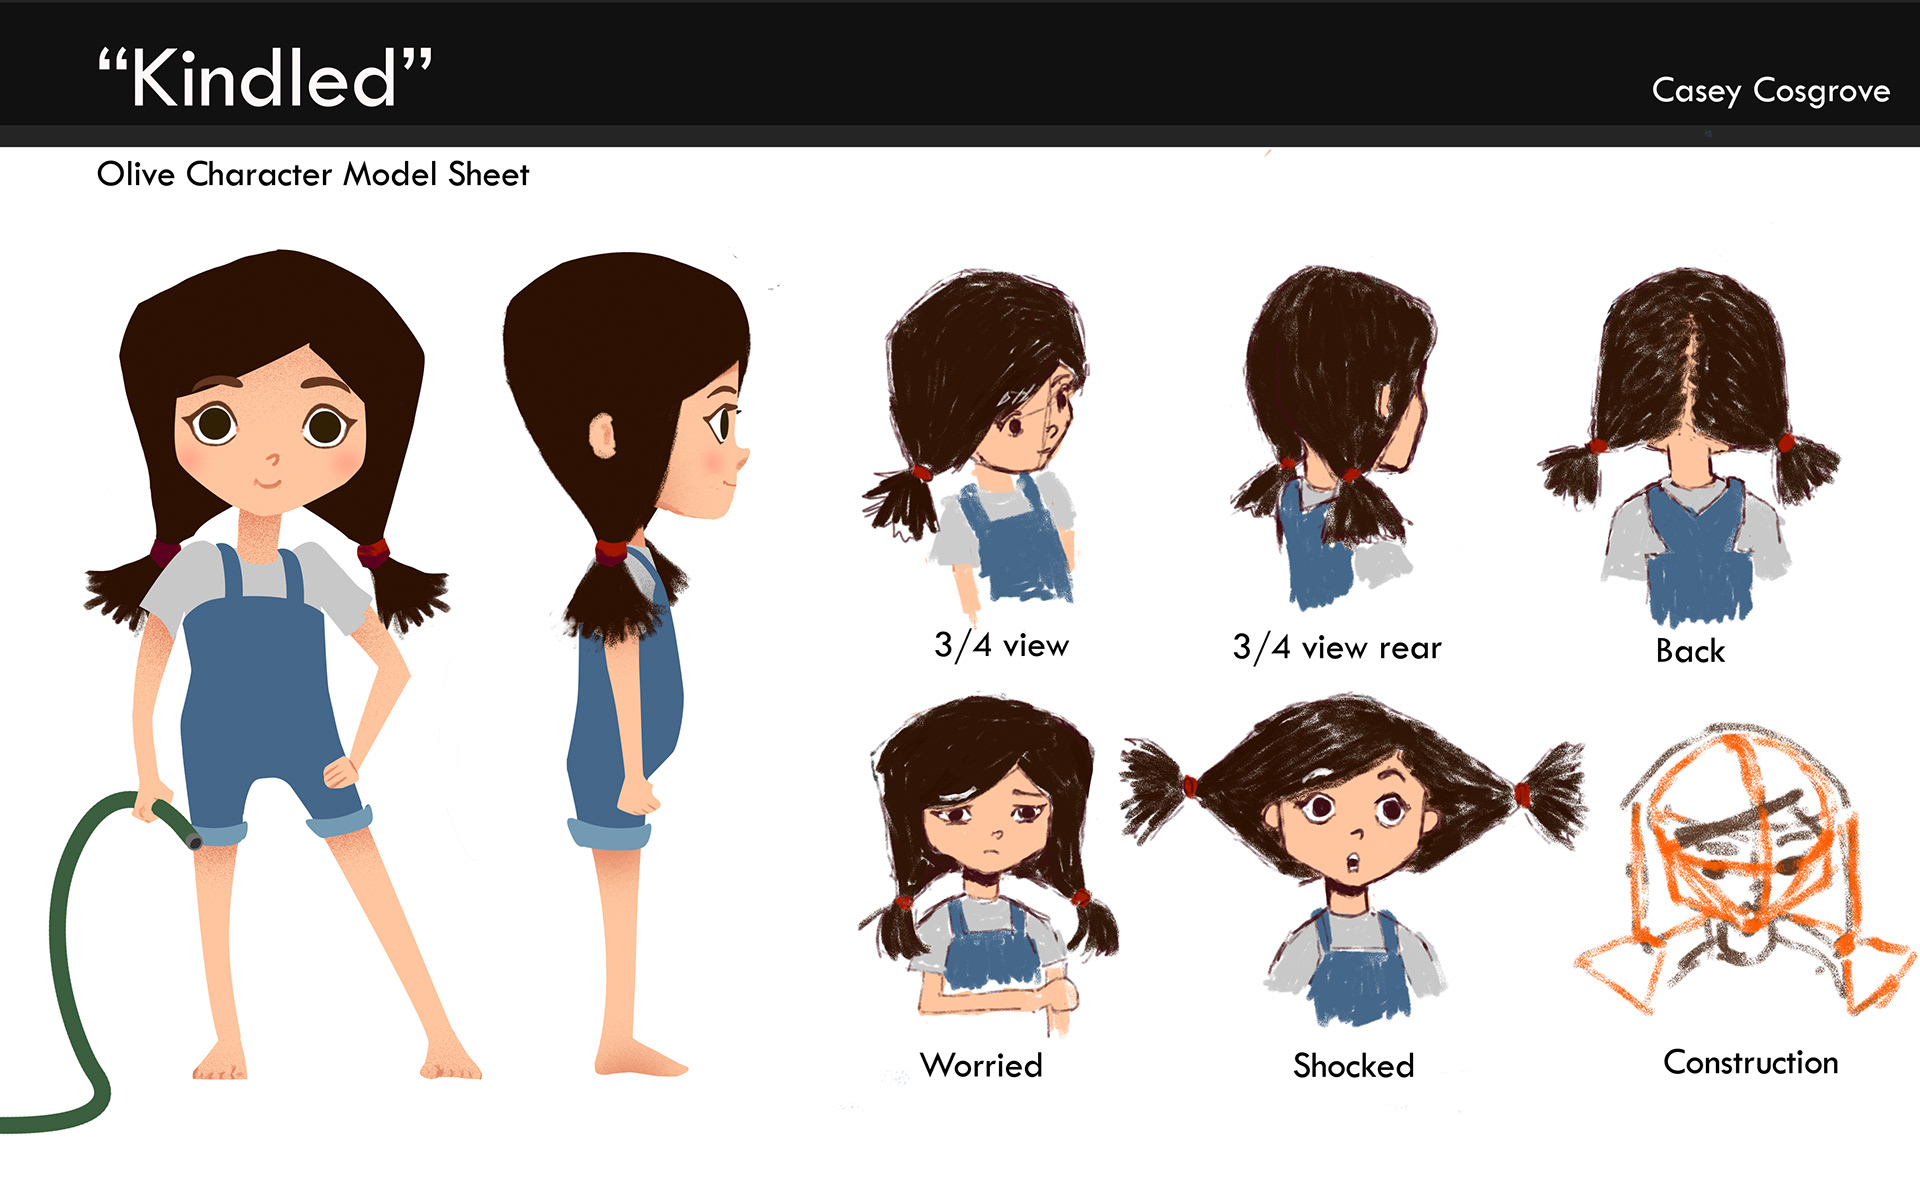 “Kindled”
Casey Cosgrove
Olive Character Model Sheet
3/4 view
3/4 view rear
Back
Worried
Shocked
Construction